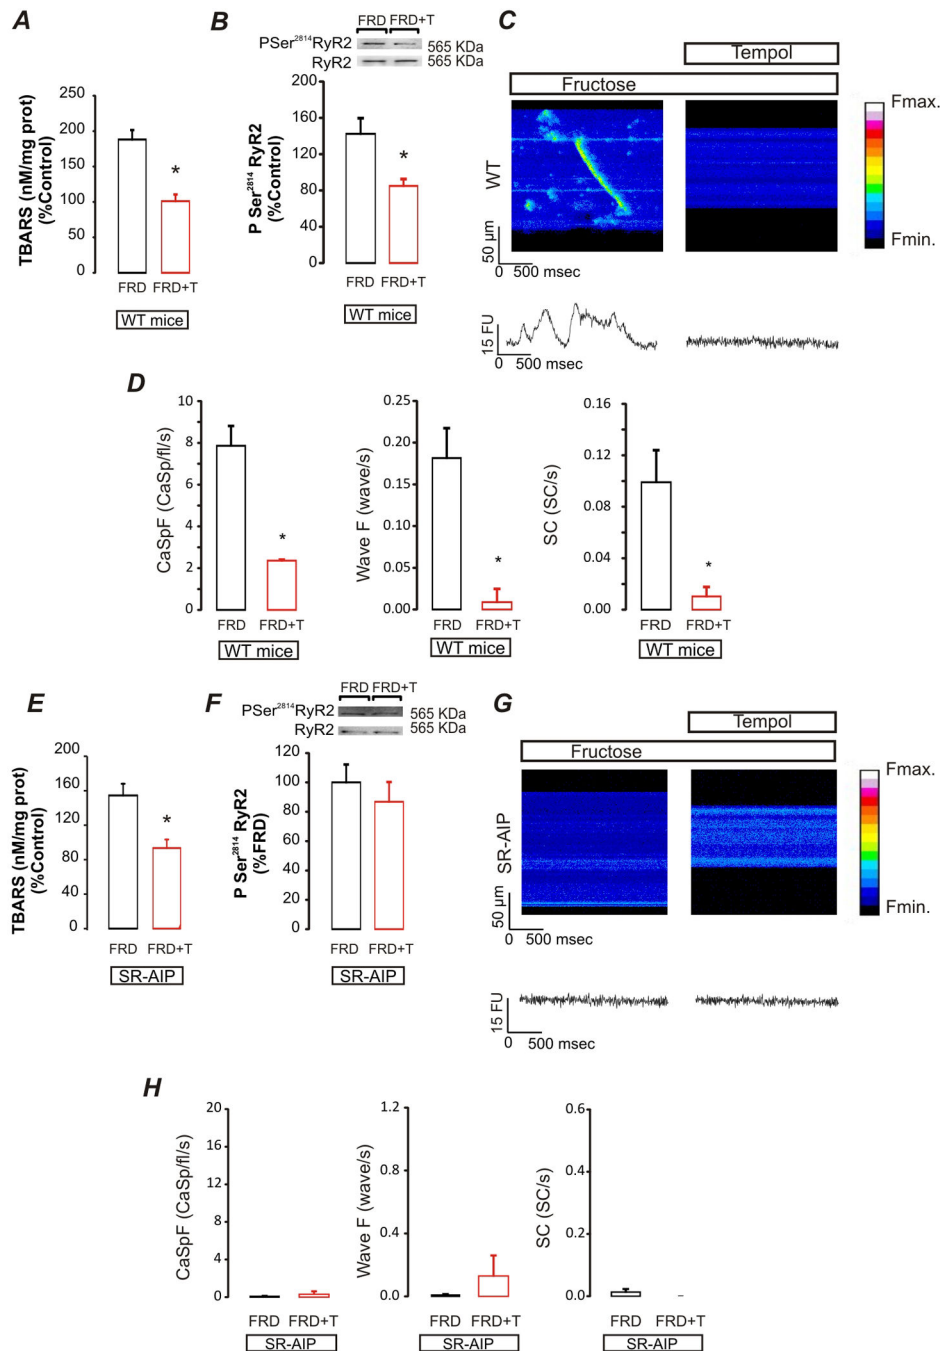 A
TBARS (nM/mg prot)
(%Control)
250
200
150
100
50
0
*
FRD FRD+T
WT mice
B
FRD FRD+T
PSer²⁸¹⁴RyR2 565 KDa
RyR2 565 KDa
P Ser²⁸¹⁴ RyR2
(%Control)
160
120
80
40
0
*
FRD FRD+T
WT mice
C
Tempol
Fructose
WT
Fmax.
Fmin.
50 µm
0 500 msec
15 FU
0 500 msec
D
CaSpF (CaSp/fl/s)
10
8
6
4
2
0
*
FRD FRD+T
WT mice
Wave F (wave/s)
0.20
0.15
0.10
0.05
0.00
*
FRD FRD+T
WT mice
SC (SC/s)
0.16
0.12
0.08
0.04
0.00
*
FRD FRD+T
WT mice
E
TBARS (nM/mg prot)
(%Control)
200
160
120
80
40
0
*
FRD FRD+T
SR-AIP
F
FRD FRD+T
PSer²⁸¹⁴RyR2 565 KDa
RyR2 565 KDa
P Ser²⁸¹⁴ RyR2
(%FRD)
120
100
80
60
40
20
0
FRD FRD+T
SR-AIP
G
Tempol
Fructose
SR-AIP
Fmax.
Fmin.
50 µm
0 500 msec
15 FU
0 500 msec
H
CaSpF (CaSp/fl/s)
20
16
12
8
4
0
FRD FRD+T
SR-AIP
Wave F (wave/s)
1.2
0.8
0.4
0.0
FRD FRD+T
SR-AIP
SC (SC/s)
0.6
0.4
0.2
0.0
FRD FRD+T
SR-AIP